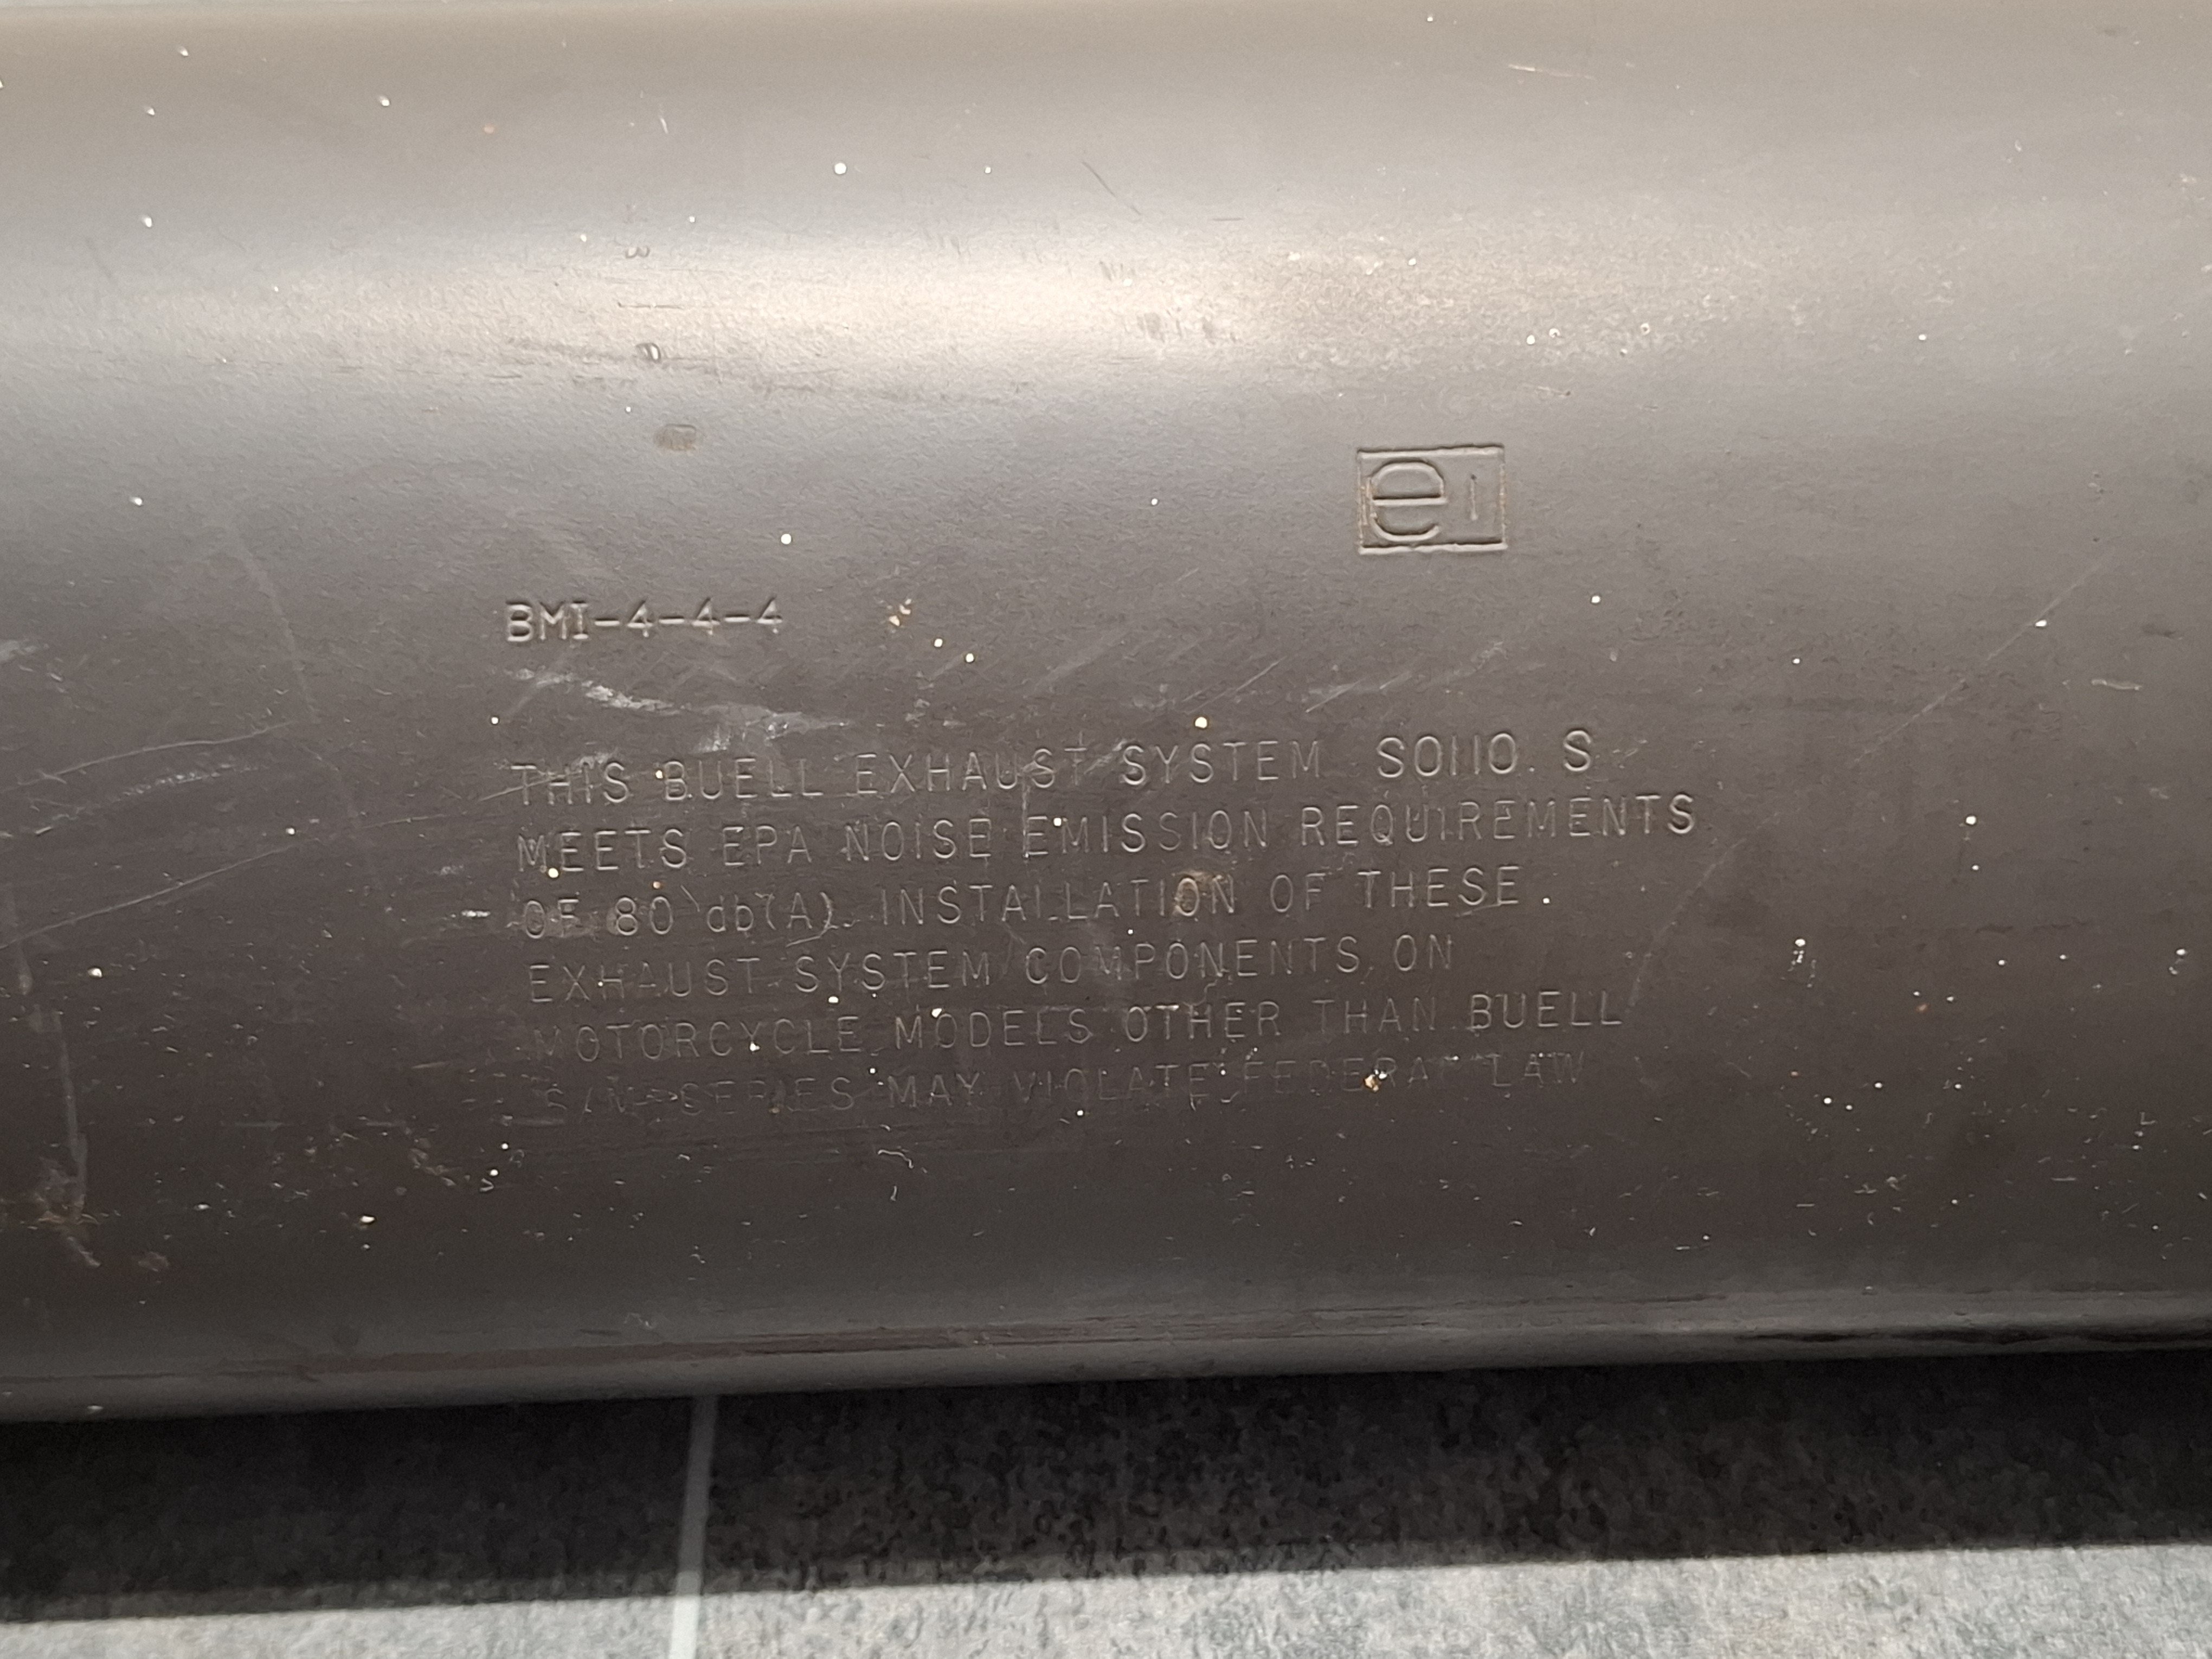 e1
BMI-4-4-4
THIS BUELL EXHAUST SYSTEM S0110.S
MEETS EPA NOISE EMISSION REQUIREMENTS
OF 80 db(A). INSTALLATION OF THESE
EXHAUST SYSTEM COMPONENTS ON
MOTORCYCLE MODELS OTHER THAN BUELL
SERIES MAY VIOLATE FEDERAL LAW